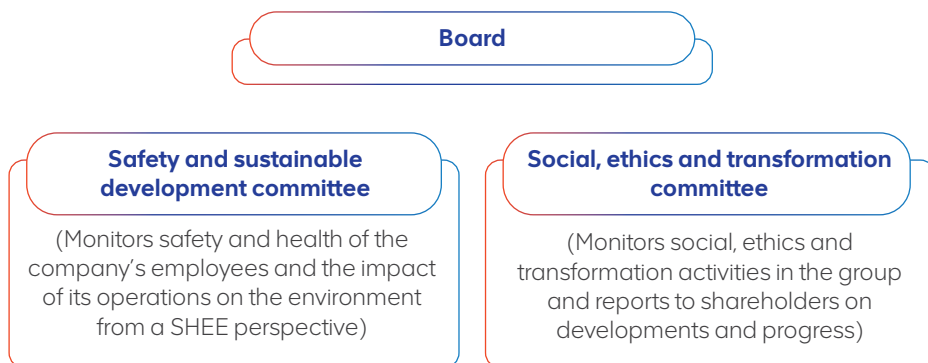 Board
Safety and sustainable
development committee
(Monitors safety and health of the
company’s employees and the impact
of its operations on the environment
from a SHEE perspective)
Social, ethics and transformation
committee
(Monitors social, ethics and
transformation activities in the group
and reports to shareholders on
developments and progress)